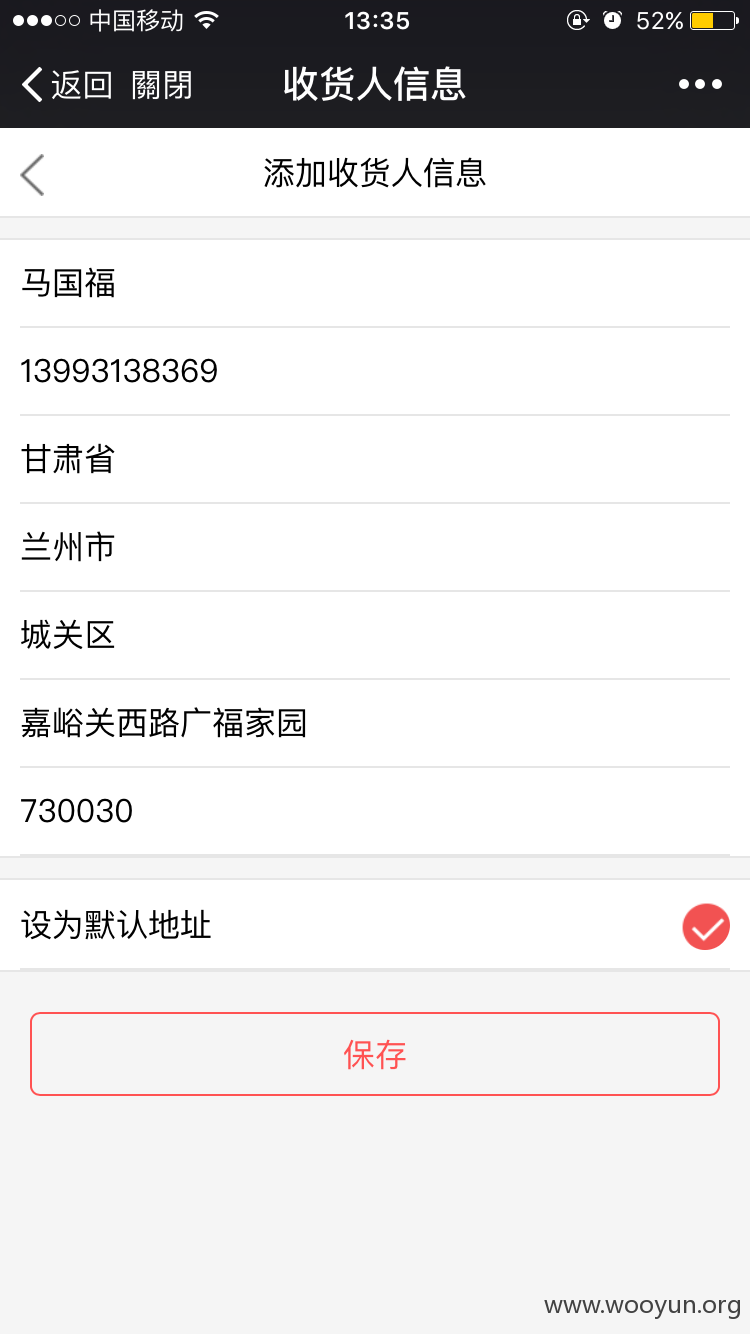 中国移动 13:35 52%
返回 關閉 收货人信息
添加收货人信息
马国福
13993138369
甘肃省
兰州市
城关区
嘉峪关西路广福家园
730030
设为默认地址
保存
www.wooyun.org